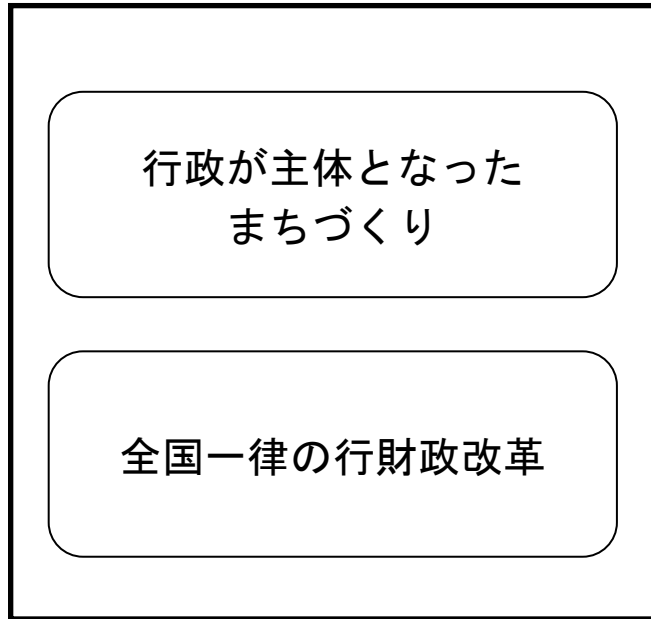 行政が主体となった
まちづくり
全国一律の行財政改革